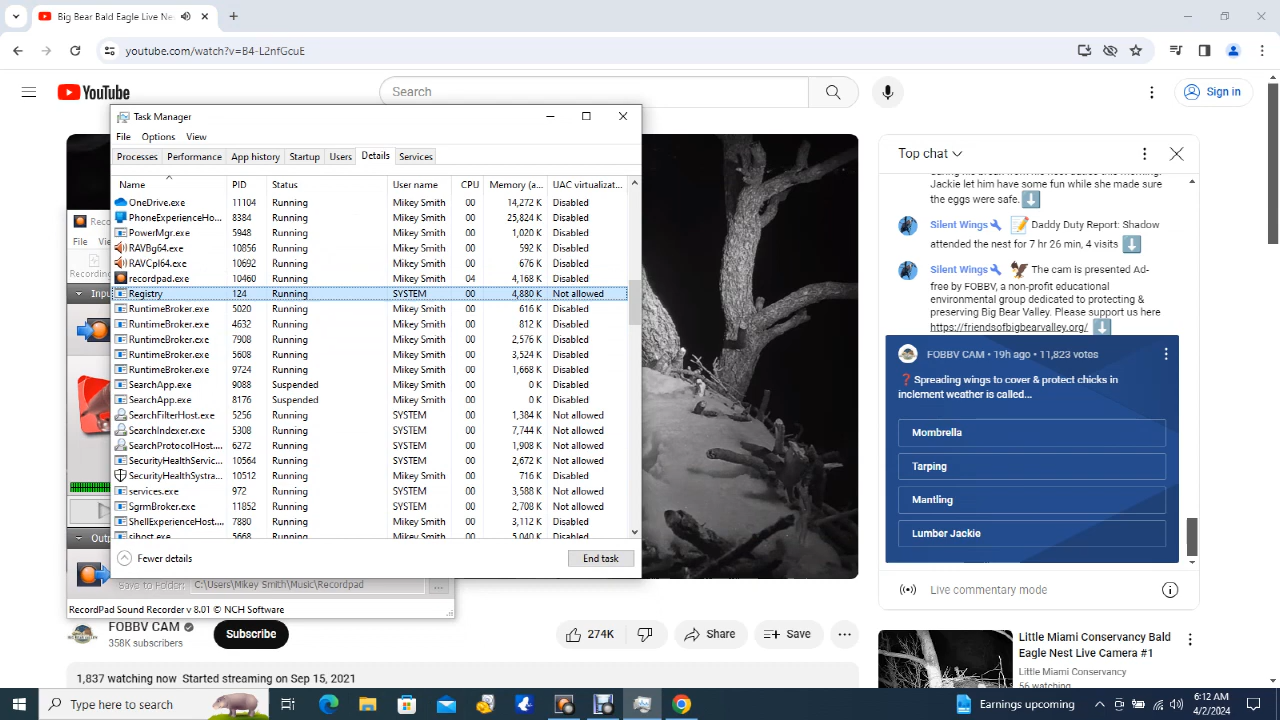 Big Bear Bald Eagle Live Ne
youtube.com/watch?v=B4-L2nfGcuE
YouTube
Search
Sign in
Task Manager
File Options View
Processes Performance App history Startup Users Details Services
Name PID Status User name CPU Memory (a... UAC virtualizat...
OneDrive.exe 11104 Running Mikey Smith 00 14,272 K Disabled
PhoneExperienceHo... 8384 Running Mikey Smith 00 25,824 K Disabled
PowerMgr.exe 5948 Running Mikey Smith 00 1,020 K Disabled
RAVBg64.exe 10856 Running Mikey Smith 00 592 K Disabled
RAVCpl64.exe 10692 Running Mikey Smith 00 676 K Disabled
recordpad.exe 10460 Running Mikey Smith 04 4,168 K Disabled
Registry 124 Running SYSTEM 00 4,880 K Not allowed
RuntimeBroker.exe 5020 Running Mikey Smith 00 616 K Disabled
RuntimeBroker.exe 4632 Running Mikey Smith 00 812 K Disabled
RuntimeBroker.exe 7908 Running Mikey Smith 00 2,576 K Disabled
RuntimeBroker.exe 5608 Running Mikey Smith 00 3,524 K Disabled
RuntimeBroker.exe 9724 Running Mikey Smith 00 1,668 K Disabled
SearchApp.exe 9088 Suspended Mikey Smith 00 0 K Disabled
SearchApp.exe 8176 Suspended Mikey Smith 00 0 K Disabled
SearchFilterHost.exe 5256 Running SYSTEM 00 1,384 K Not allowed
SearchIndexer.exe 5308 Running SYSTEM 00 7,744 K Not allowed
SearchProtocolHost... 6272 Running SYSTEM 00 1,908 K Not allowed
SecurityHealthServic... 10564 Running SYSTEM 00 2,672 K Not allowed
SecurityHealthSystra... 10512 Running Mikey Smith 00 716 K Disabled
services.exe 972 Running SYSTEM 00 3,588 K Not allowed
SgrmBroker.exe 11852 Running SYSTEM 00 2,708 K Not allowed
ShellExperienceHost.... 7880 Running Mikey Smith 00 3,112 K Disabled
sihost.exe 5668 Running Mikey Smith 00 5,040 K Disabled
Fewer details
End task
Reco
File Vie
Recording
Inpu
Outp
Save to Folder: C:\Users\Mikey Smith\Music\Recordpad ...
RecordPad Sound Recorder v 8.01 © NCH Software
FOBBV CAM
358K subscribers
Subscribe
274K
Share
Save
1,837 watching now Started streaming on Sep 15, 2021
Top chat
Jackie let him have some fun while she made sure
the eggs were safe. ⬇️
Silent Wings 📝 Daddy Duty Report: Shadow
attended the nest for 7 hr 26 min, 4 visits ⬇️
Silent Wings 🦅 The cam is presented Ad-
free by FOBBV, a non-profit educational
environmental group dedicated to protecting &
preserving Big Bear Valley. Please support us here
https://friendsofbigbearvalley.org/ ⬇️
FOBBV CAM • 19h ago • 11,823 votes
❓Spreading wings to cover & protect chicks in
inclement weather is called...
Mombrella
Tarping
Mantling
Lumber Jackie
Live commentary mode
Little Miami Conservancy Bald
Eagle Nest Live Camera #1
Little Miami Conservancy
56 watching
Type here to search
Earnings upcoming
6:12 AM
4/2/2024